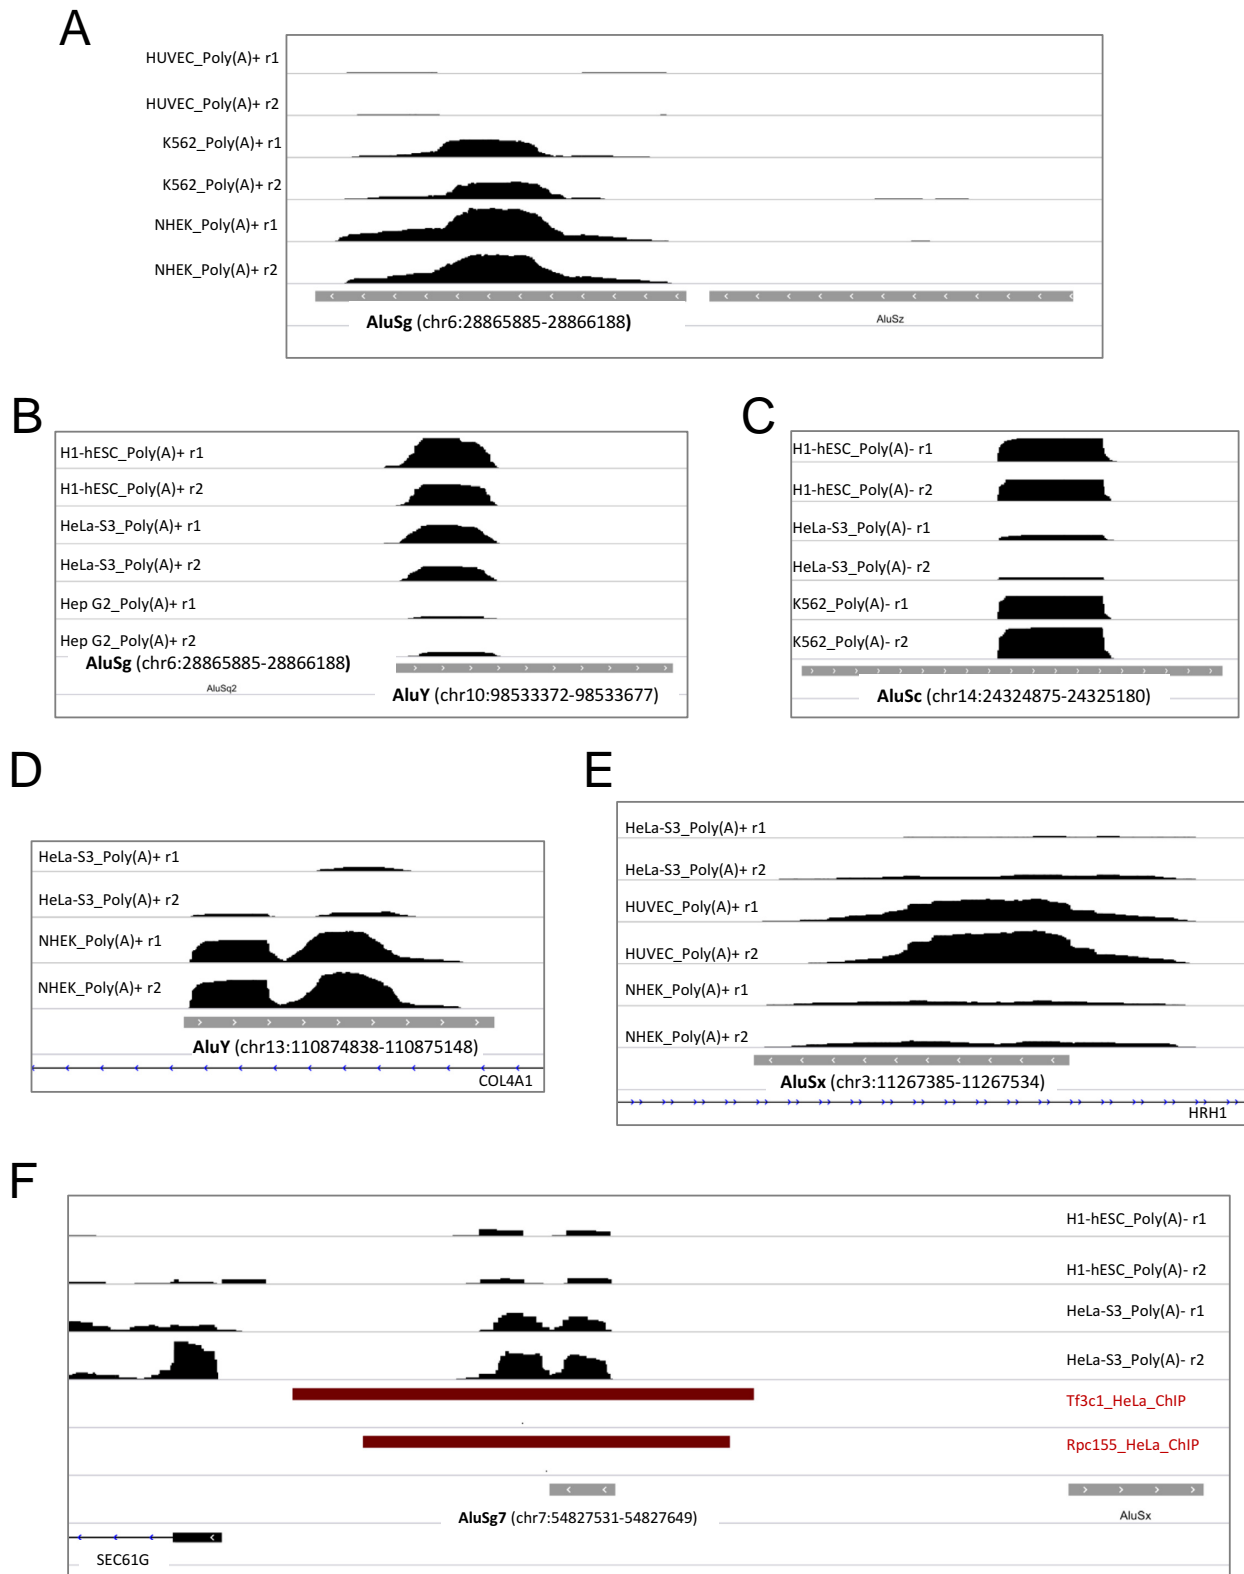 A
HUVEC_Poly(A)+ r1
HUVEC_Poly(A)+ r2
K562_Poly(A)+ r1
K562_Poly(A)+ r2
NHEK_Poly(A)+ r1
NHEK_Poly(A)+ r2
AluSg (chr6:28865885-28866188)
AluSz
B
H1-hESC_Poly(A)+ r1
H1-hESC_Poly(A)+ r2
HeLa-S3_Poly(A)+ r1
HeLa-S3_Poly(A)+ r2
Hep G2_Poly(A)+ r1
Hep G2_Poly(A)+ r2
AluSg (chr6:28865885-28866188)
AluSq2
AluY (chr10:98533372-98533677)
C
H1-hESC_Poly(A)- r1
H1-hESC_Poly(A)- r2
HeLa-S3_Poly(A)- r1
HeLa-S3_Poly(A)- r2
K562_Poly(A)- r1
K562_Poly(A)- r2
AluSc (chr14:24324875-24325180)
D
HeLa-S3_Poly(A)+ r1
HeLa-S3_Poly(A)+ r2
NHEK_Poly(A)+ r1
NHEK_Poly(A)+ r2
AluY (chr13:110874838-110875148)
COL4A1
E
HeLa-S3_Poly(A)+ r1
HeLa-S3_Poly(A)+ r2
HUVEC_Poly(A)+ r1
HUVEC_Poly(A)+ r2
NHEK_Poly(A)+ r1
NHEK_Poly(A)+ r2
AluSx (chr3:11267385-11267534)
HRH1
F
H1-hESC_Poly(A)- r1
H1-hESC_Poly(A)- r2
HeLa-S3_Poly(A)- r1
HeLa-S3_Poly(A)- r2
Tf3c1_HeLa_ChIP
Rpc155_HeLa_ChIP
AluSg7 (chr7:54827531-54827649)
AluSx
SEC61G